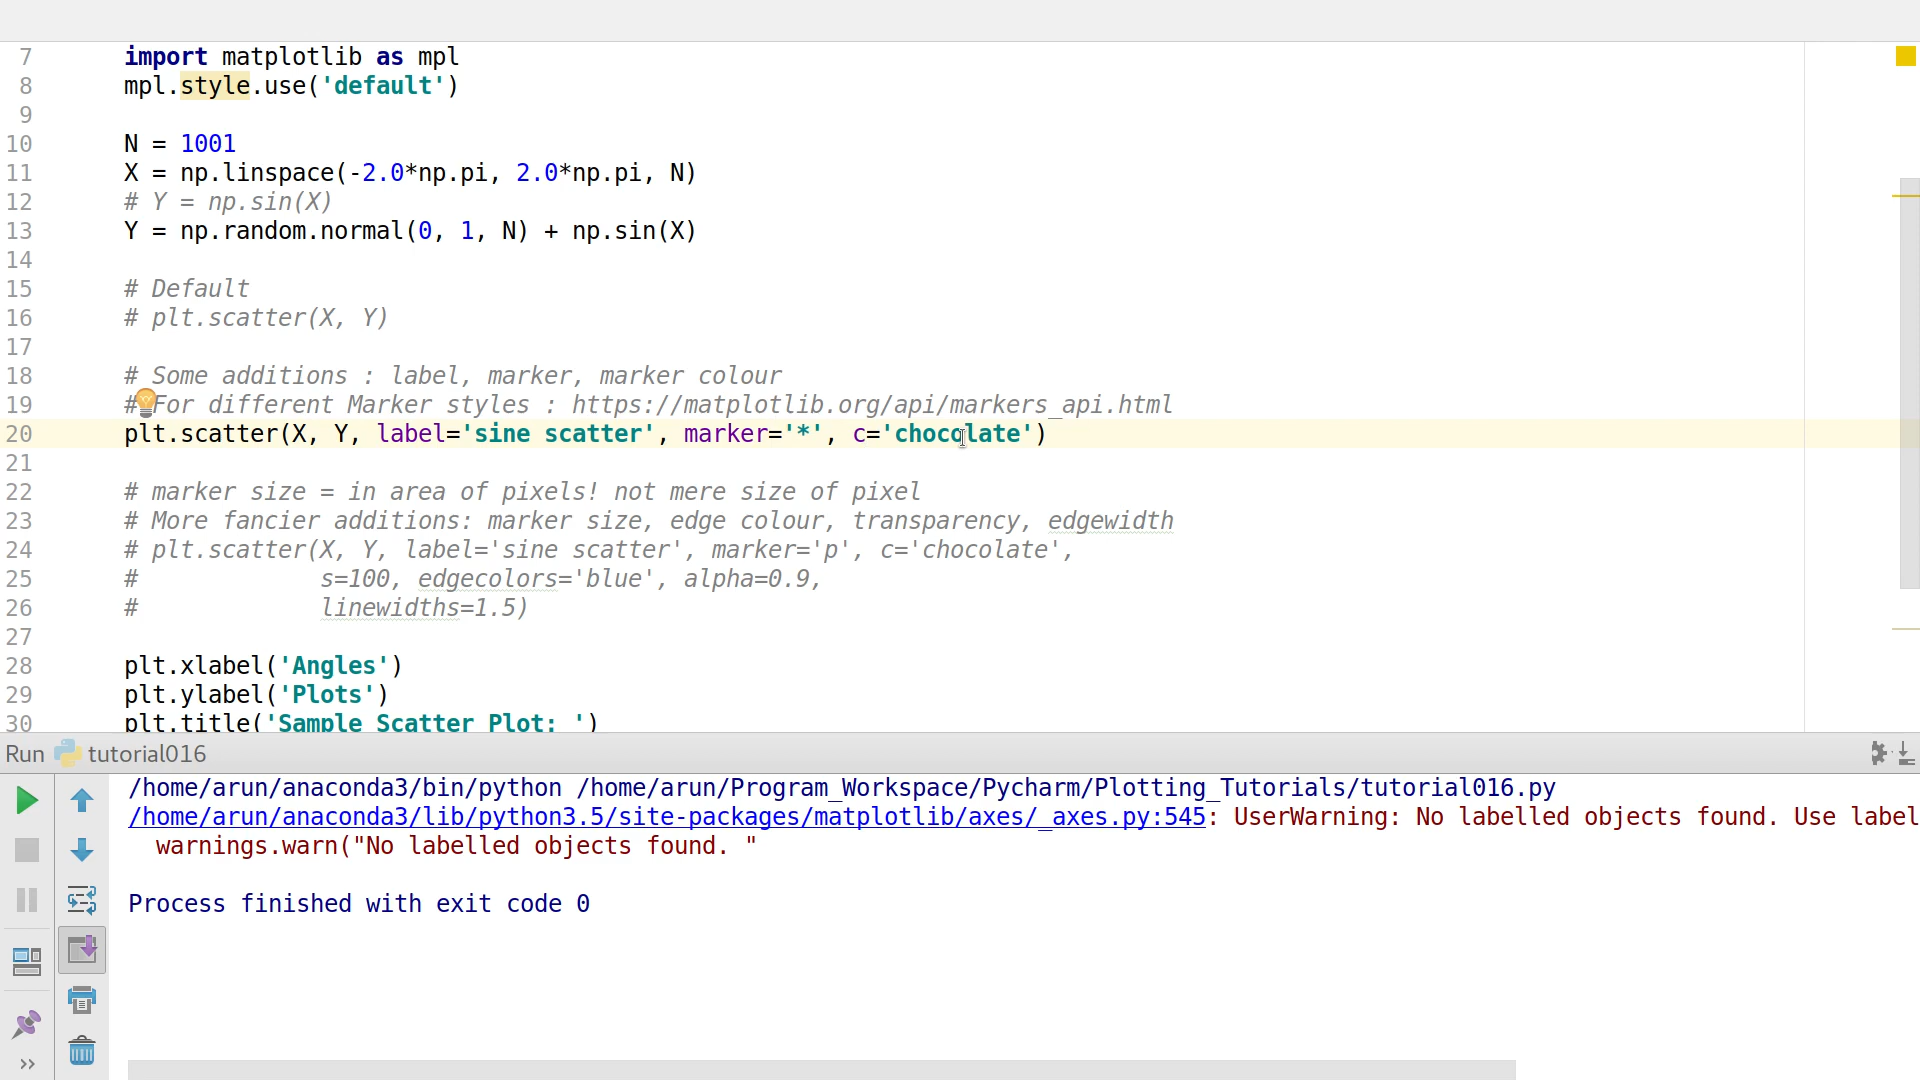 7 import matplotlib as mpl
8 mpl.style.use('default')
9
10 N = 1001
11 X = np.linspace(-2.0*np.pi, 2.0*np.pi, N)
12 # Y = np.sin(X)
13 Y = np.random.normal(0, 1, N) + np.sin(X)
14
15 # Default
16 # plt.scatter(X, Y)
17
18 # Some additions : label, marker, marker colour
19 # For different Marker styles : https://matplotlib.org/api/markers_api.html
20 plt.scatter(X, Y, label='sine scatter', marker='*', c='chocolate')
21
22 # marker size = in area of pixels! not mere size of pixel
23 # More fancier additions: marker size, edge colour, transparency, edgewidth
24 # plt.scatter(X, Y, label='sine scatter', marker='p', c='chocolate',
25 # s=100, edgecolors='blue', alpha=0.9,
26 # linewidths=1.5)
27
28 plt.xlabel('Angles')
29 plt.ylabel('Plots')
30 plt.title('Sample Scatter Plot: ')
Run tutorial016
/home/arun/anaconda3/bin/python /home/arun/Program_Workspace/Pycharm/Plotting_Tutorials/tutorial016.py
/home/arun/anaconda3/lib/python3.5/site-packages/matplotlib/axes/_axes.py:545: UserWarning: No labelled objects found. Use label
warnings.warn("No labelled objects found. "
Process finished with exit code 0